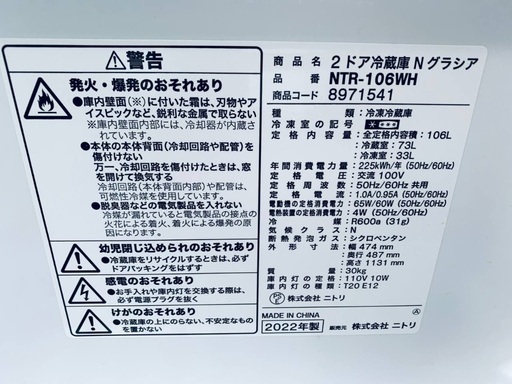 警告
発火・爆発のおそれあり
●庫内壁面(※)に付いた霜は、刃物やア
イスピックなど、鋭利な金属で取らない
※庫内壁面内部には、冷却器が内蔵さ
れています。
●本体の本体背面(冷却回路や配管)を
傷付けない
万一、冷却回路を傷付けたときは、窓
を開けて換気する
※冷却回路(本体背面内部)や配管には、
可燃性冷媒を使用しています。
●脱臭器などの電気製品を入れない
冷媒が漏れていると電気製品の接点の
火花による着火、着火による発火の原
因になります。
幼児閉じ込められのおそれあり
●冷蔵庫をリサイクルするときは、必ず
ドアパッキングをはずす
感電のおそれあり
●お手入れや庫内灯を交換する際も、
必ず電源プラグを抜く
けがのおそれあり
●冷蔵庫の上にのらない、不安定な物
を置かない
商品名 2ドア冷蔵庫 N グラシア
品番 NTR-106WH
商品コード 8971541
種類 : 冷凍冷蔵庫
冷凍室の記号 :
定格内容積 : 全定格内容積 : 106L
冷蔵室 : 73L
冷凍室 : 33L
年間消費電力量 : 225kWh/年 (50Hz/60Hz)
定格電圧 : 交流 100V
定格周波数 : 50Hz/60Hz 共用
定格電流 : 1.0A/0.95A (50Hz/60Hz)
電動機の定格消費電力 : 65W/60W (50Hz/60Hz)
電熱装置の定格消費電力 : 4W (50Hz/60Hz)
冷媒 : R600a (31g)
気候クラス : N
断熱発泡ガス : シクロペンタン
外形寸法 : 幅 474 mm
奥行 487 mm
高さ 1131 mm
質量 : 30kg
庫内灯の定格 : 110V 10W
庫内灯の種類 : T20 E12
PSE 株式会社 ニトリ
MADE IN CHINA
2022年製 販売元 株式会社 ニトリ